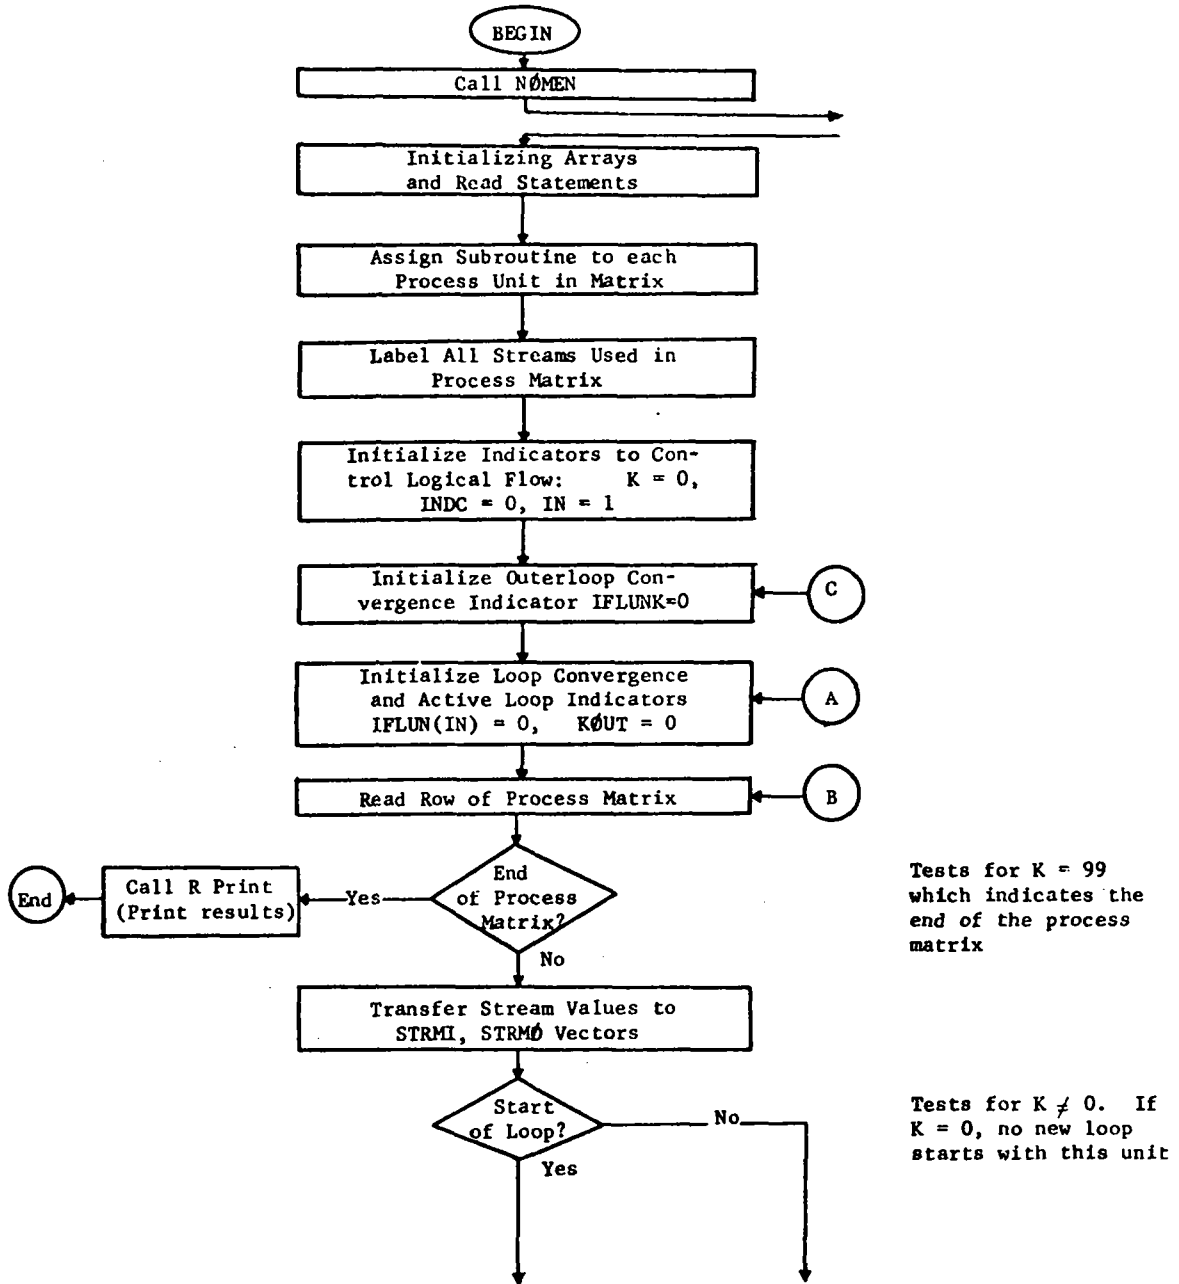 BEGIN
Call NØMEN
Initializing Arrays
and Read Statements
Assign Subroutine to each
Process Unit in Matrix
Label All Streams Used in
Process Matrix
Initialize Indicators to Con-
trol Logical Flow: K = 0,
INDC = 0, IN = 1
Initialize Outerloop Con-
vergence Indicator IFLUNK=0
C
Initialize Loop Convergence
and Active Loop Indicators
IFLUN(IN) = 0, KØUT = 0
A
Read Row of Process Matrix
B
End
of Process
Matrix?
Yes
Call R Print
(Print results)
End
No
Tests for K = 99
which indicates the
end of the process
matrix
Transfer Stream Values to
STRMI, STRMØ Vectors
Start
of Loop?
No
Yes
Tests for K ≠ 0. If
K = 0, no new loop
starts with this unit